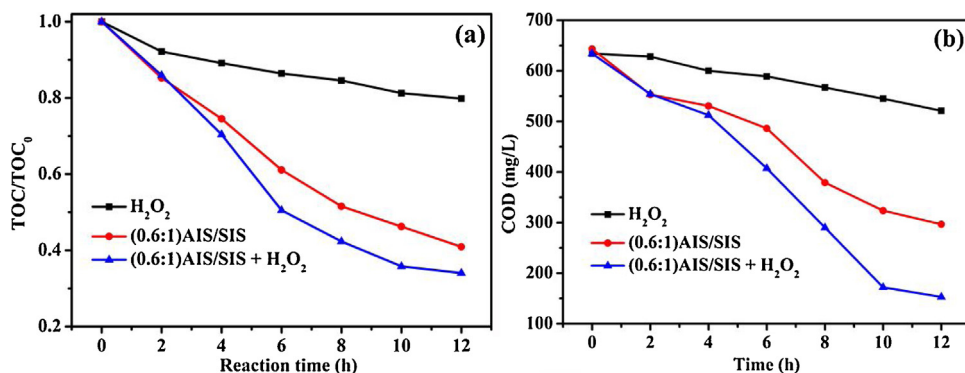 (a)
1.0
0.8
0.6
0.4
0.2
TOC/TOC₀
H₂O₂
(0.6:1)AIS/SIS
(0.6:1)AIS/SIS + H₂O₂
0 2 4 6 8 10 12
Reaction time (h)
(b)
700
600
500
400
300
200
100
COD (mg/L)
H₂O₂
(0.6:1)AIS/SIS
(0.6:1)AIS/SIS + H₂O₂
0 2 4 6 8 10 12
Time (h)